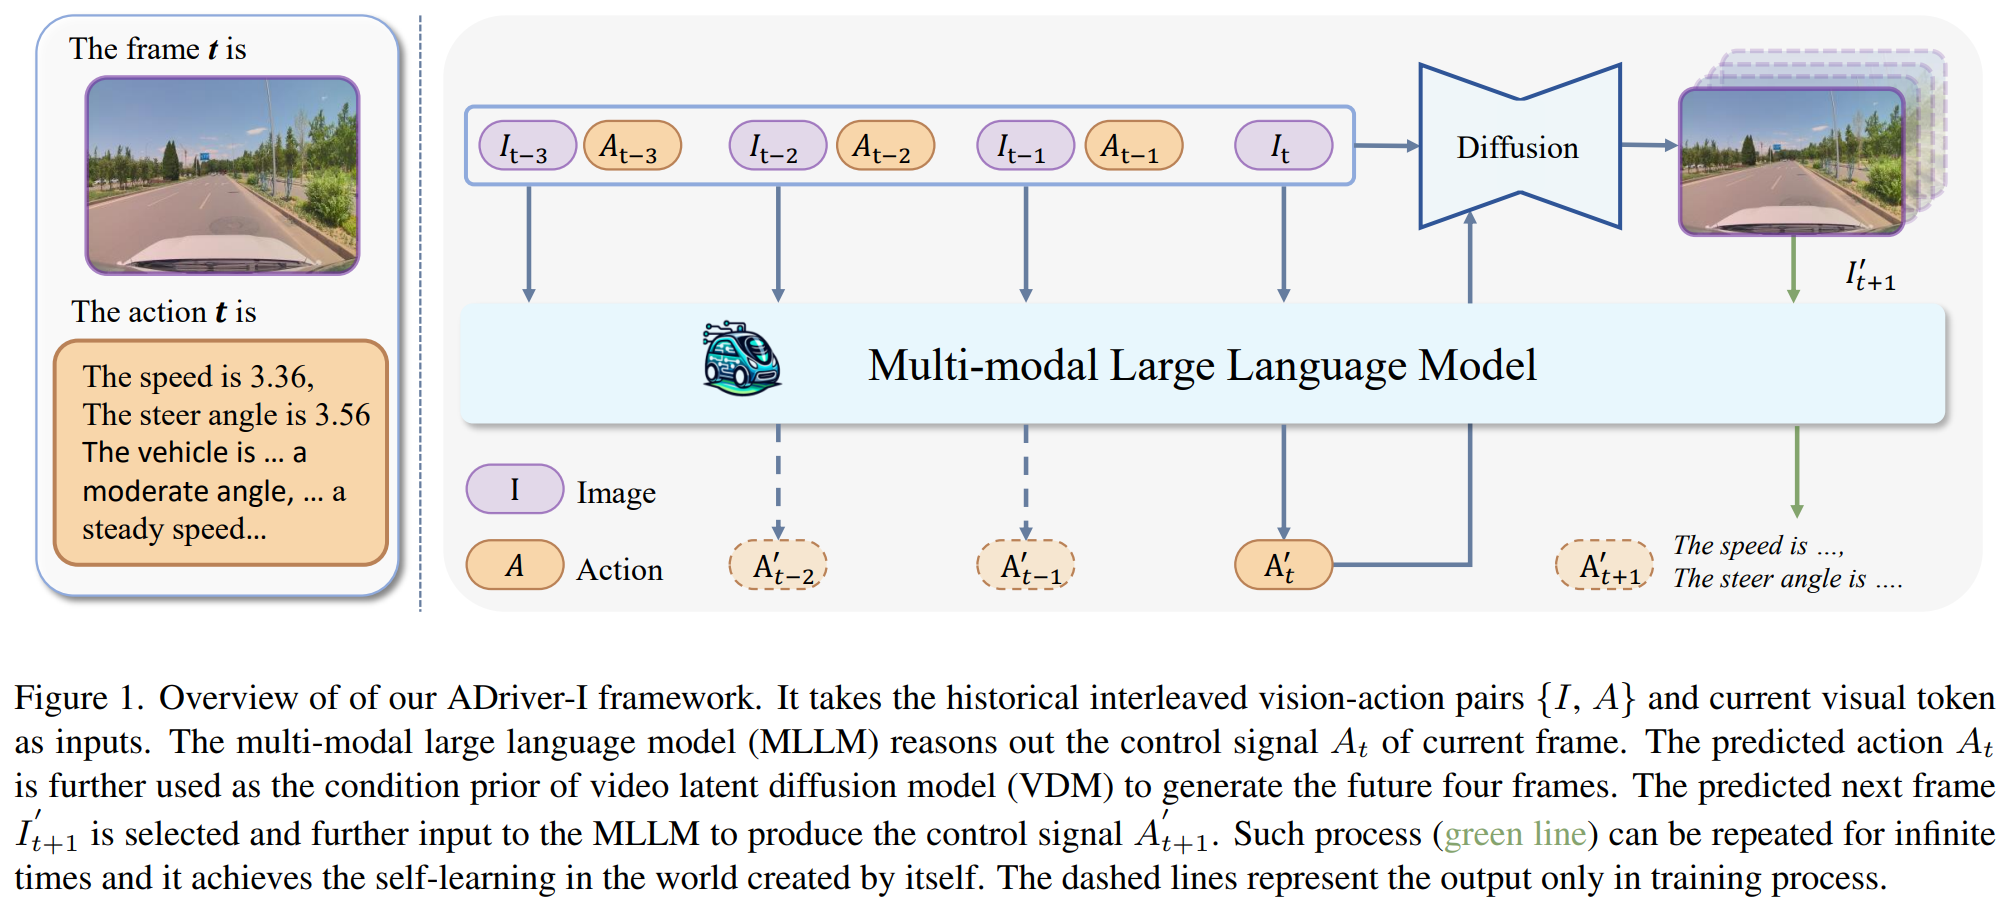 The frame t is
The action t is
The speed is 3.36,
The steer angle is 3.56
The vehicle is ... a
moderate angle, ... a
steady speed...
I_{t−3} A_{t−3} I_{t−2} A_{t−2} I_{t−1} A_{t−1} I_t
Diffusion
I′_{t+1}
Multi-modal Large Language Model
I Image
A Action
A′_{t−2} A′_{t−1} A′_t A′_{t+1}
The speed is ...,
The steer angle is ....
Figure 1. Overview of of our ADriver-I framework. It takes the historical interleaved vision-action pairs {I, A} and current visual token
as inputs. The multi-modal large language model (MLLM) reasons out the control signal A_t of current frame. The predicted action A_t
is further used as the condition prior of video latent diffusion model (VDM) to generate the future four frames. The predicted next frame
I′_{t+1} is selected and further input to the MLLM to produce the control signal A′_{t+1}. Such process (green line) can be repeated for infinite
times and it achieves the self-learning in the world created by itself. The dashed lines represent the output only in training process.